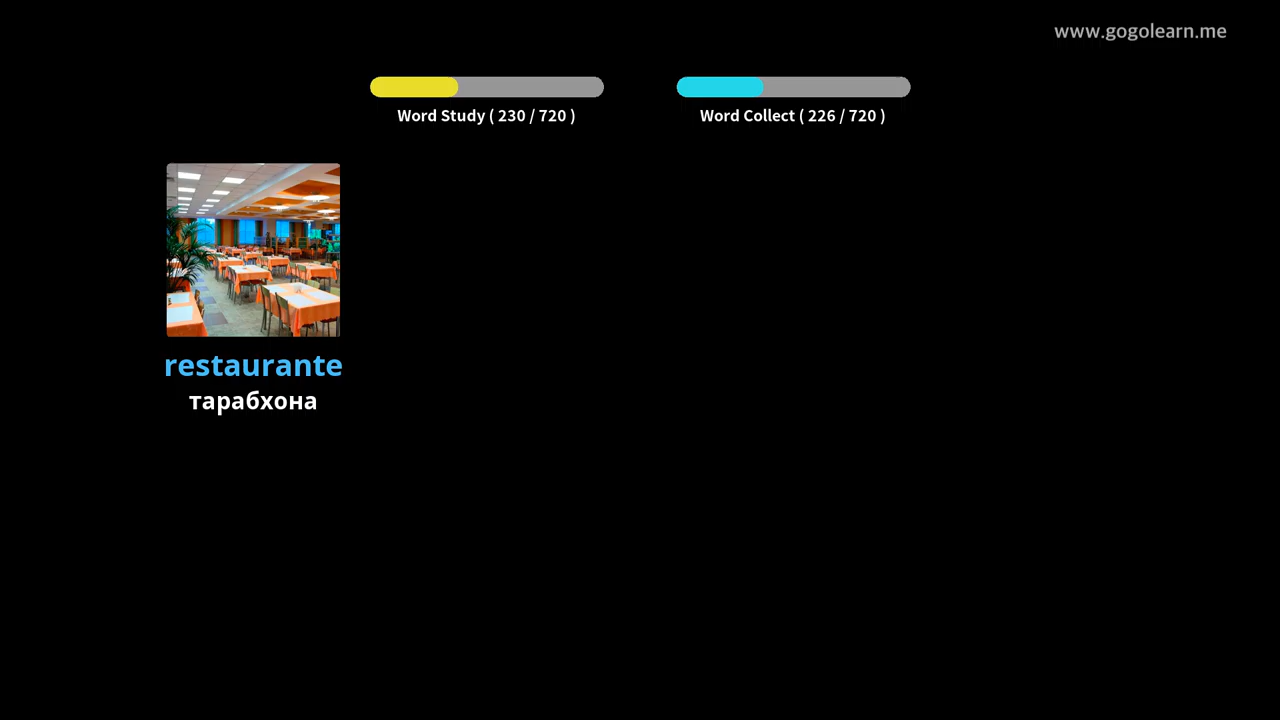 www.gogolearn.me
Word Study ( 230 / 720 )
Word Collect ( 226 / 720 )
restaurante
тарабхона